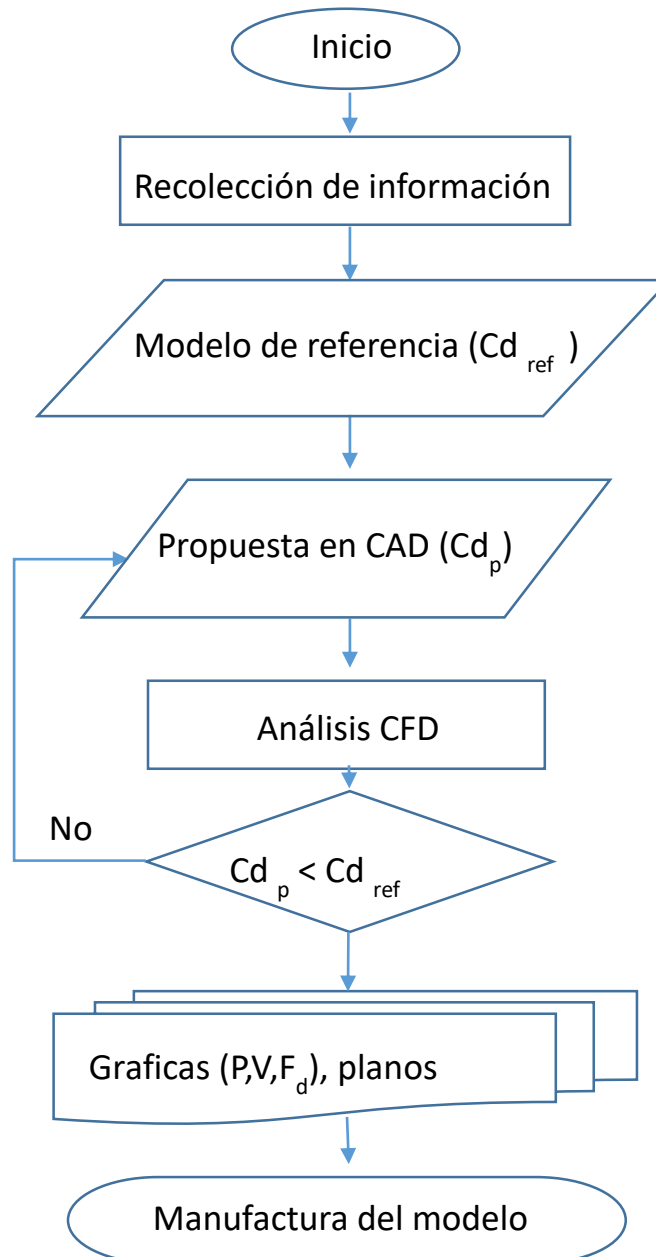 Inicio
Recolección de información
Modelo de referencia (Cd ref )
Propuesta en CAD (Cdp)
Análisis CFD
No
Cd p < Cd ref
Graficas (P,V,Fd), planos
Manufactura del modelo